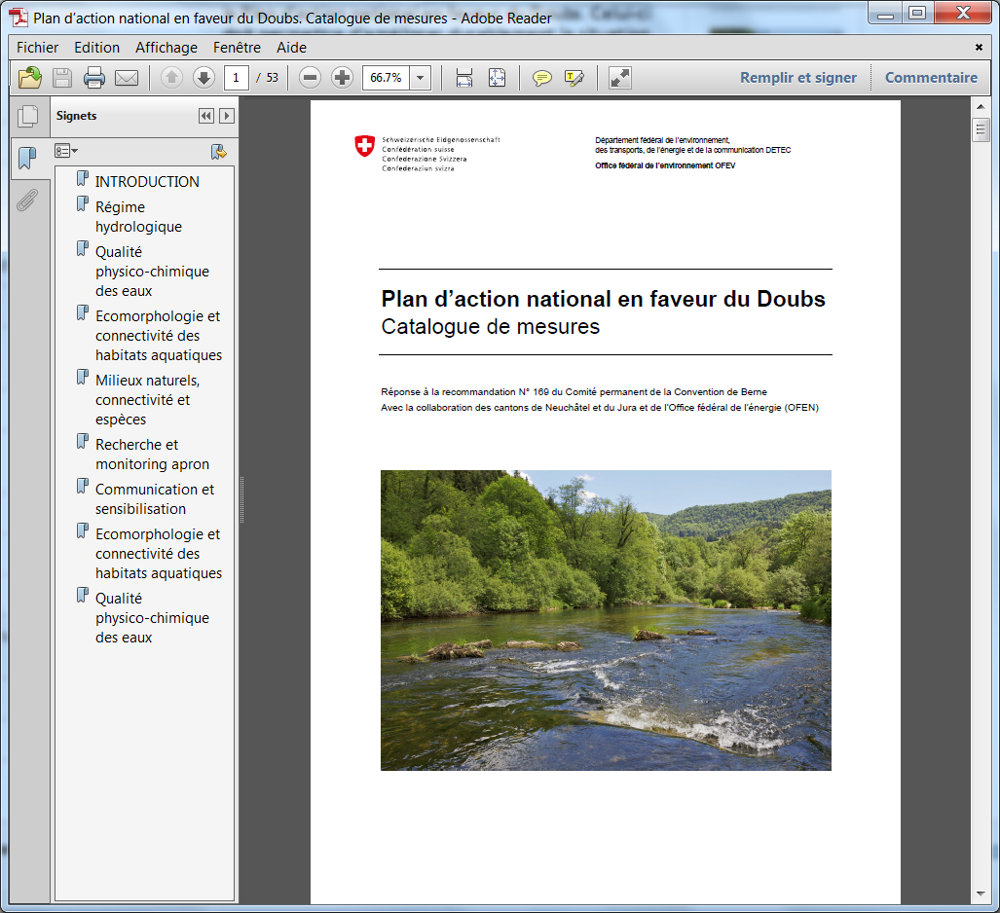 Plan d’action national en faveur du Doubs. Catalogue de mesures - Adobe Reader
Fichier Edition Affichage Fenêtre Aide
1 / 53 66.7% Remplir et signer Commentaire
Signets
INTRODUCTION
Régime
hydrologique
Qualité
physico-chimique
des eaux
Ecomorphologie et
connectivité des
habitats aquatiques
Milieux naturels,
connectivité et
espèces
Recherche et
monitoring apron
Communication et
sensibilisation
Ecomorphologie et
connectivité des
habitats aquatiques
Qualité
physico-chimique
des eaux
Schweizerische Eidgenossenschaft
Confédération suisse
Confederazione Svizzera
Confederaziun svizra
Département fédéral de l’environnement,
des transports, de l’énergie et de la communication DETEC
Office fédéral de l’environnement OFEV
Plan d’action national en faveur du Doubs
Catalogue de mesures
Réponse à la recommandation N° 169 du Comité permanent de la Convention de Berne
Avec la collaboration des cantons de Neuchâtel et du Jura et de l’Office fédéral de l’énergie (OFEN)